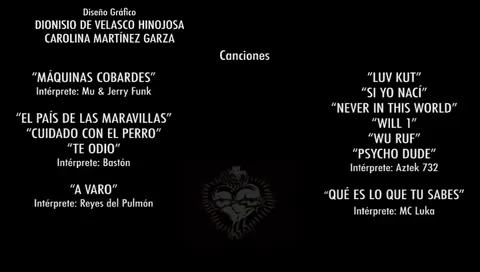 Diseño Gráfico
DIONISIO DE VELASCO HINOJOSA
CAROLINA MARTÍNEZ GARZA
Canciones
“MÁQUINAS COBARDES”
Intérprete: Mu & Jerry Funk
“EL PAÍS DE LAS MARAVILLAS”
“CUIDADO CON EL PERRO”
“TE ODIO”
Intérprete: Bastón
“A VARO”
Intérprete: Reyes del Pulmón
“LUV KUT”
“SI YO NACÍ”
“NEVER IN THIS WORLD”
“WILL 1”
“WU RUF”
“PSYCHO DUDE”
Intérprete: Aztek 732
“QUÉ ES LO QUE TU SABES”
Intérprete: MC Luka